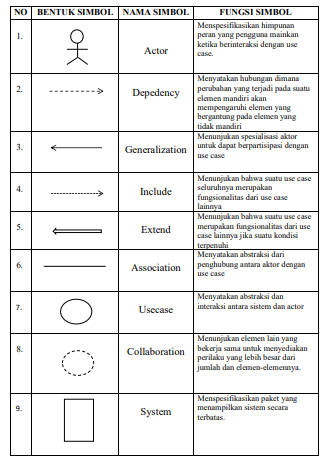 NO BENTUK SIMBOL NAMA SIMBOL FUNGSI SIMBOL
1. Actor
Menspesifikasikan himpunan
peran yang pengguna mainkan
ketika berinteraksi dengan use
case.
2. Depedency
Menyatakan hubungan dimana
perubahan yang terjadi pada suatu
elemen mandiri akan
mempengaruhi elemen yang
bergantung pada elemen yang
tidak mandiri
3. Generalization
Menunjukan spesialisasi aktor
untuk dapat berpartisipasi dengan
use case
4. Include
Menunjukan bahwa suatu use case
seluruhnya merupakan
fungsionalitas dari use case
lainnya
5. Extend
Menunjukan bahwa suatu use case
merupakan fungsionalitas dari use
case lainnya jika suatu kondisi
terpenuhi
6. Association
Menyatakan abstraksi dari
penghubung antara aktor dengan
use case
7. Usecase
Menyatakan abstraksi dan
interaksi antara sistem dan actor
8. Collaboration
Menunjukan elemen lain yang
bekerja sama untuk menyediakan
perilaku yang lebih besar dari
jumlah dan elemen-elemennya.
9. System
Menspesifikasikan paket yang
menampilkan sistem secara
terbatas.